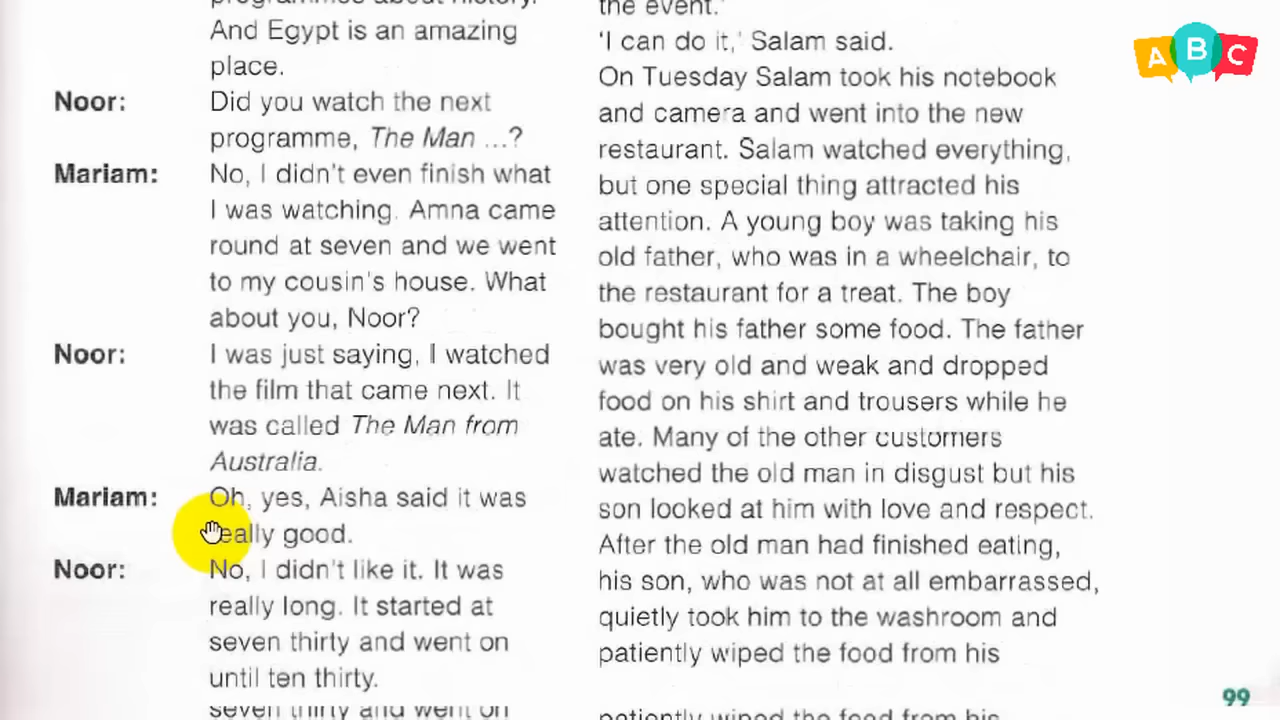 programmes about history.
And Egypt is an amazing
place.
Noor: Did you watch the next
programme, The Man ...?
Mariam: No, I didn't even finish what
I was watching. Amna came
round at seven and we went
to my cousin's house. What
about you, Noor?
Noor: I was just saying, I watched
the film that came next. It
was called The Man from
Australia.
Mariam: Oh, yes, Aisha said it was
really good.
Noor: No, I didn't like it. It was
really long. It started at
seven thirty and went on
until ten thirty.
seven thirty and went on
the event.'
'I can do it,' Salam said.
On Tuesday Salam took his notebook
and camera and went into the new
restaurant. Salam watched everything,
but one special thing attracted his
attention. A young boy was taking his
old father, who was in a wheelchair, to
the restaurant for a treat. The boy
bought his father some food. The father
was very old and weak and dropped
food on his shirt and trousers while he
ate. Many of the other customers
watched the old man in disgust but his
son looked at him with love and respect.
After the old man had finished eating,
his son, who was not at all embarrassed,
quietly took him to the washroom and
patiently wiped the food from his
patiently wiped the food from his
99
A B C